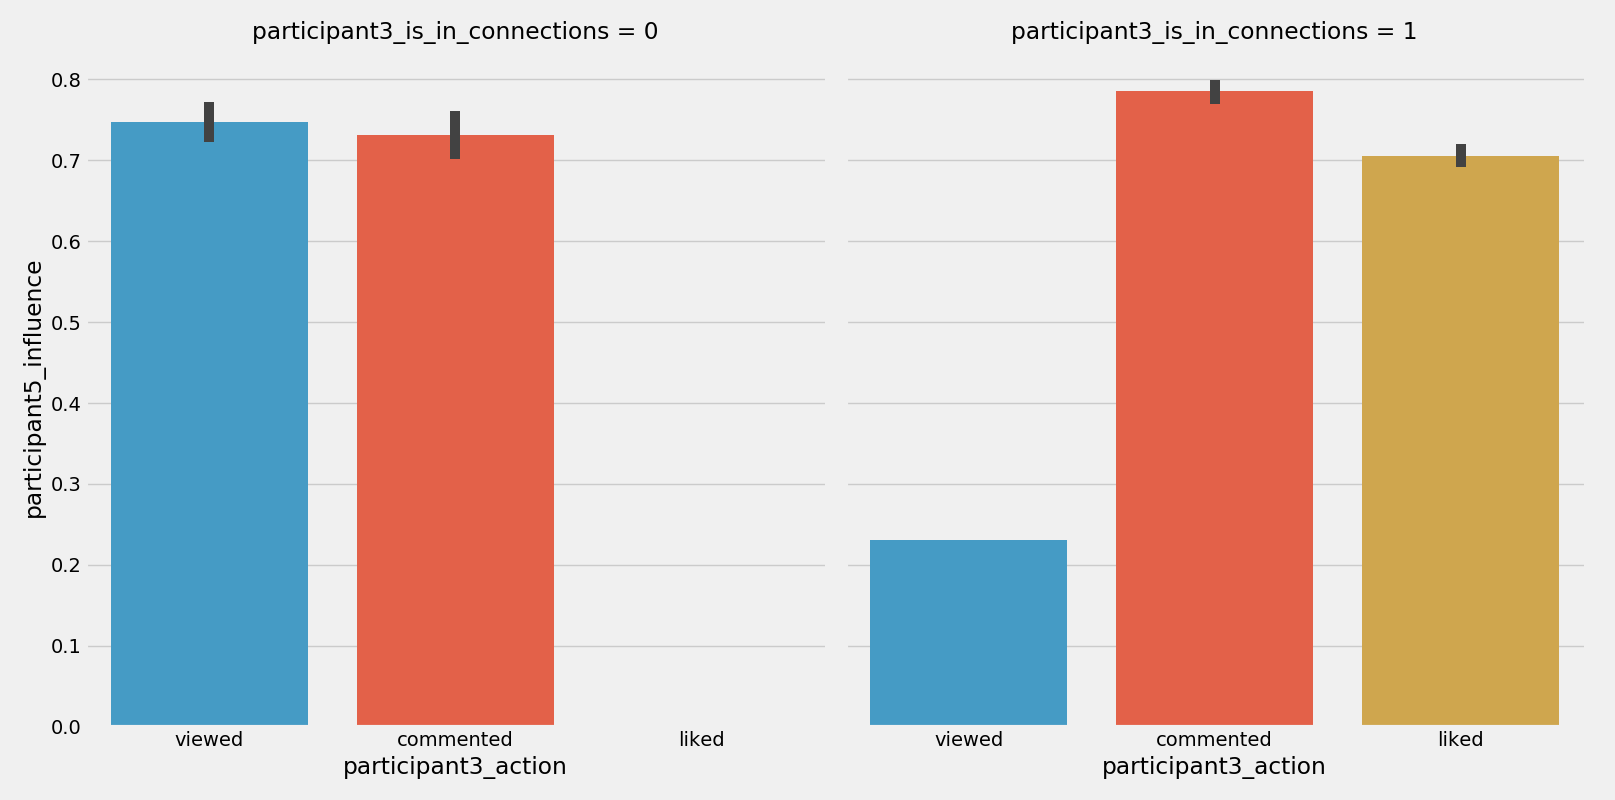 participant3_is_in_connections = 0
participant3_is_in_connections = 1
participant5_influence
0.8
0.7
0.6
0.5
0.4
0.3
0.2
0.1
0.0
viewed commented liked
viewed commented liked
participant3_action
participant3_action